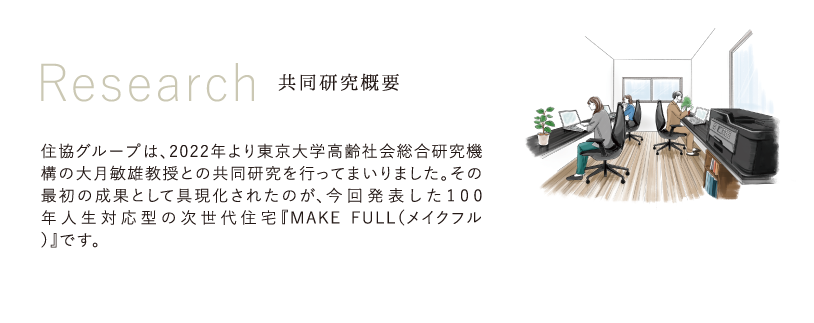 Research 共同研究概要
住協グループは、2022年より東京大学高齢社会総合研究機
構の大月敏雄教授との共同研究を行ってまいりました。その
最初の成果として具現化されたのが、今回発表した100
年人生対応型の次世代住宅『MAKE FULL(メイクフル
)』です。